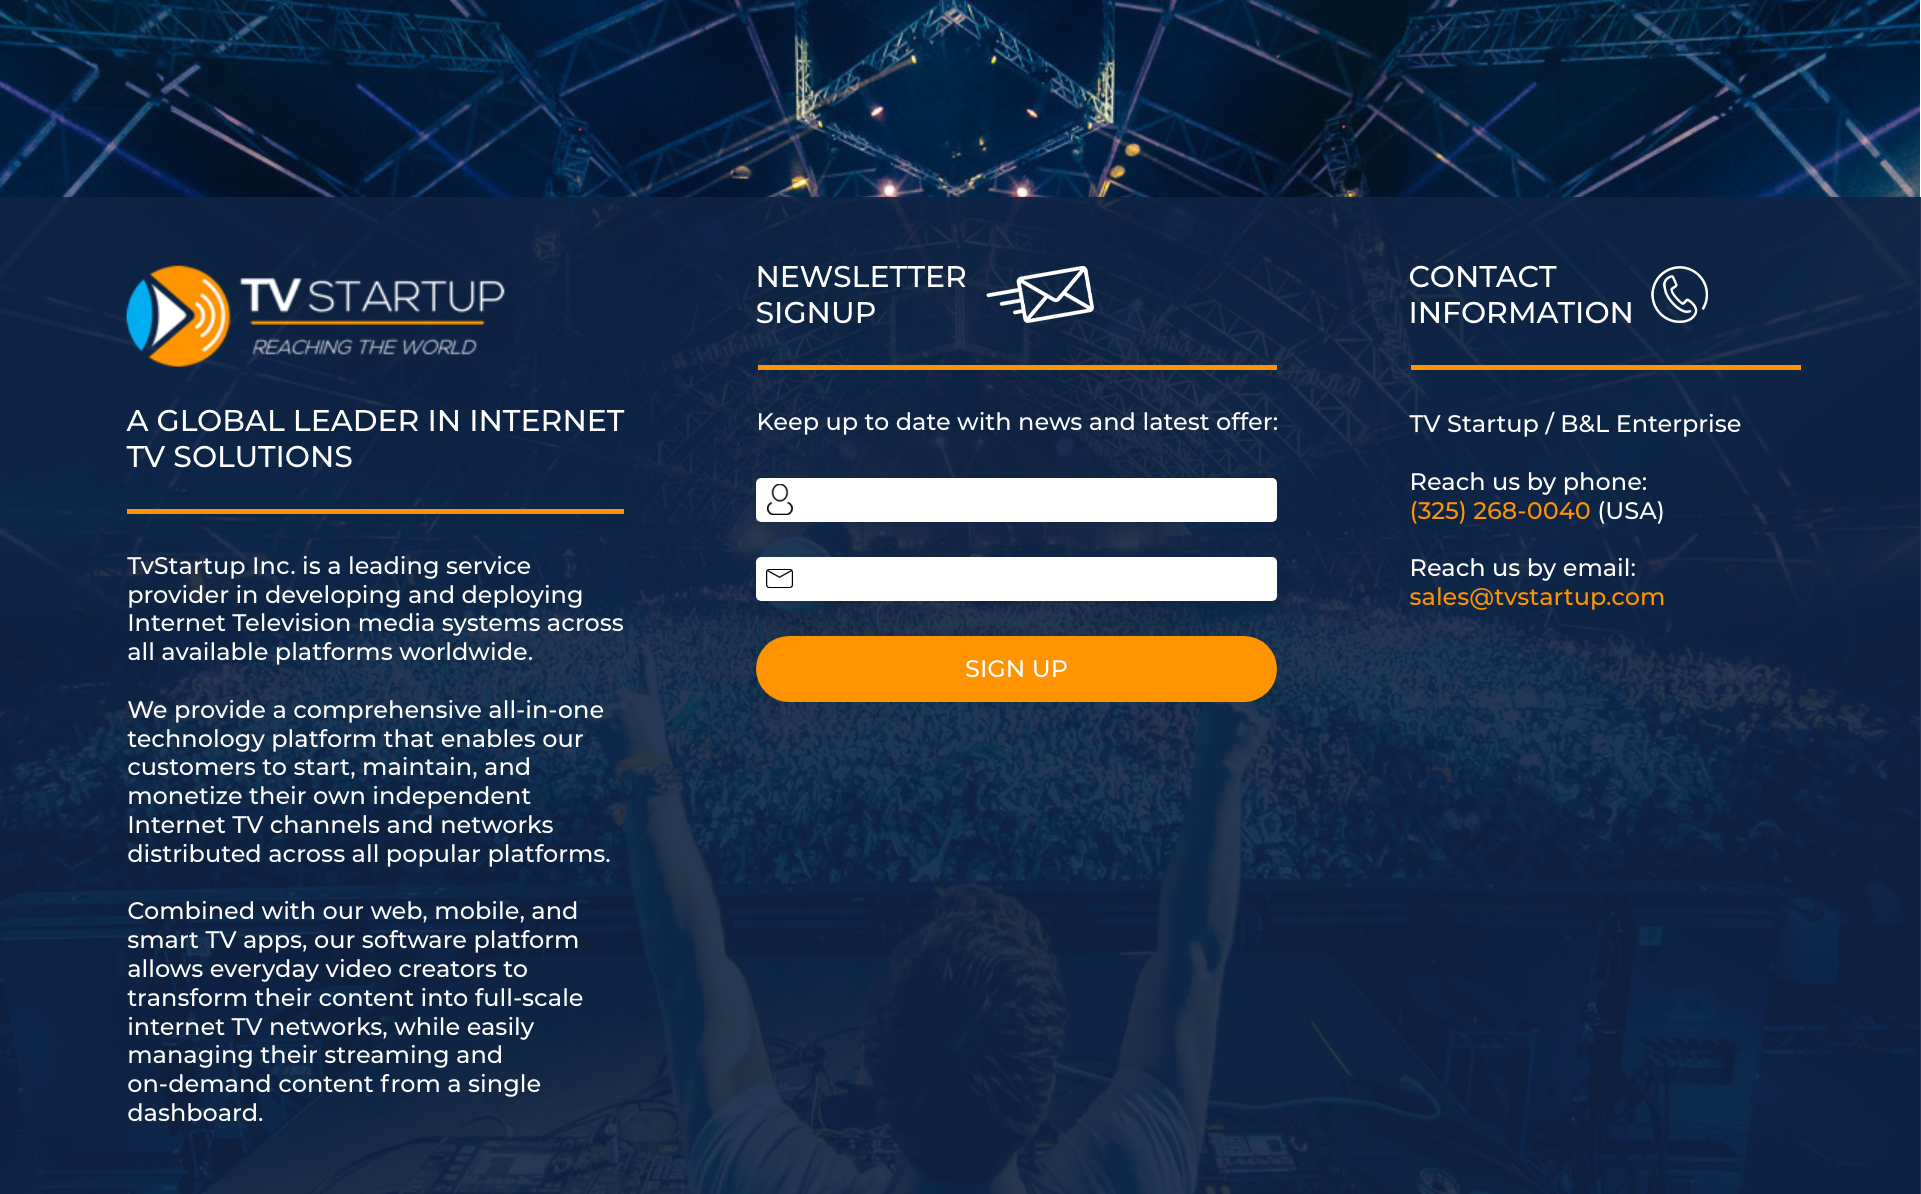 TV STARTUP
REACHING THE WORLD
A GLOBAL LEADER IN INTERNET
TV SOLUTIONS
TvStartup Inc. is a leading service
provider in developing and deploying
Internet Television media systems across
all available platforms worldwide.
We provide a comprehensive all-in-one
technology platform that enables our
customers to start, maintain, and
monetize their own independent
Internet TV channels and networks
distributed across all popular platforms.
Combined with our web, mobile, and
smart TV apps, our software platform
allows everyday video creators to
transform their content into full-scale
internet TV networks, while easily
managing their streaming and
on-demand content from a single
dashboard.
NEWSLETTER
SIGNUP
Keep up to date with news and latest offer:
SIGN UP
CONTACT
INFORMATION
TV Startup / B&L Enterprise
Reach us by phone:
(325) 268-0040 (USA)
Reach us by email:
sales@tvstartup.com